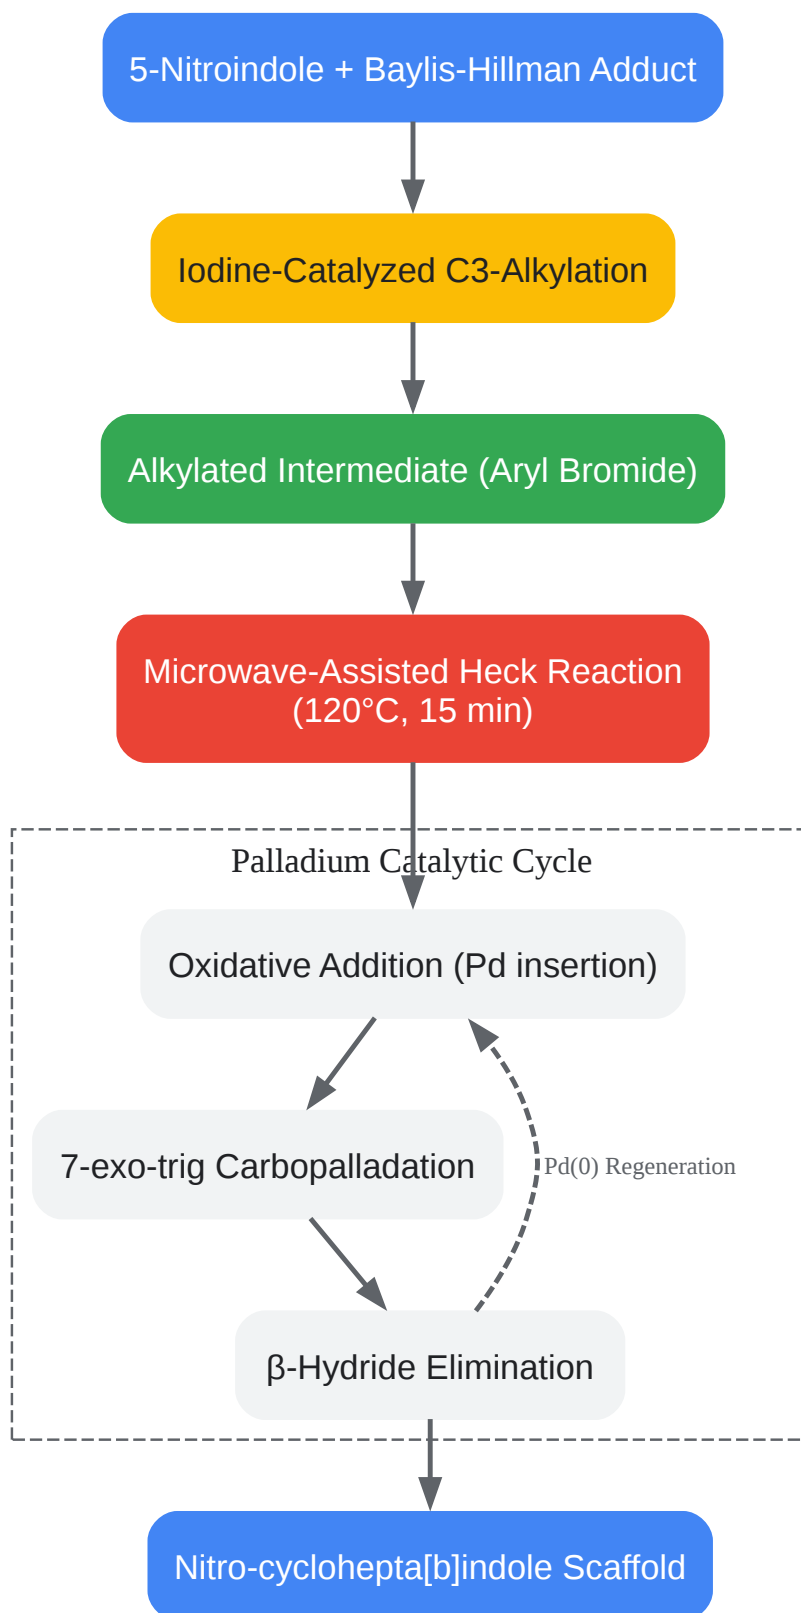 5-Nitroindole + Baylis-Hillman Adduct
Iodine-Catalyzed C3-Alkylation
Alkylated Intermediate (Aryl Bromide)
Microwave-Assisted Heck Reaction
(120°C, 15 min)
Palladium Catalytic Cycle
Oxidative Addition (Pd insertion)
7-exo-trig Carbopalladation
Pd(0) Regeneration
β-Hydride Elimination
Nitro-cyclohepta[b]indole Scaffold